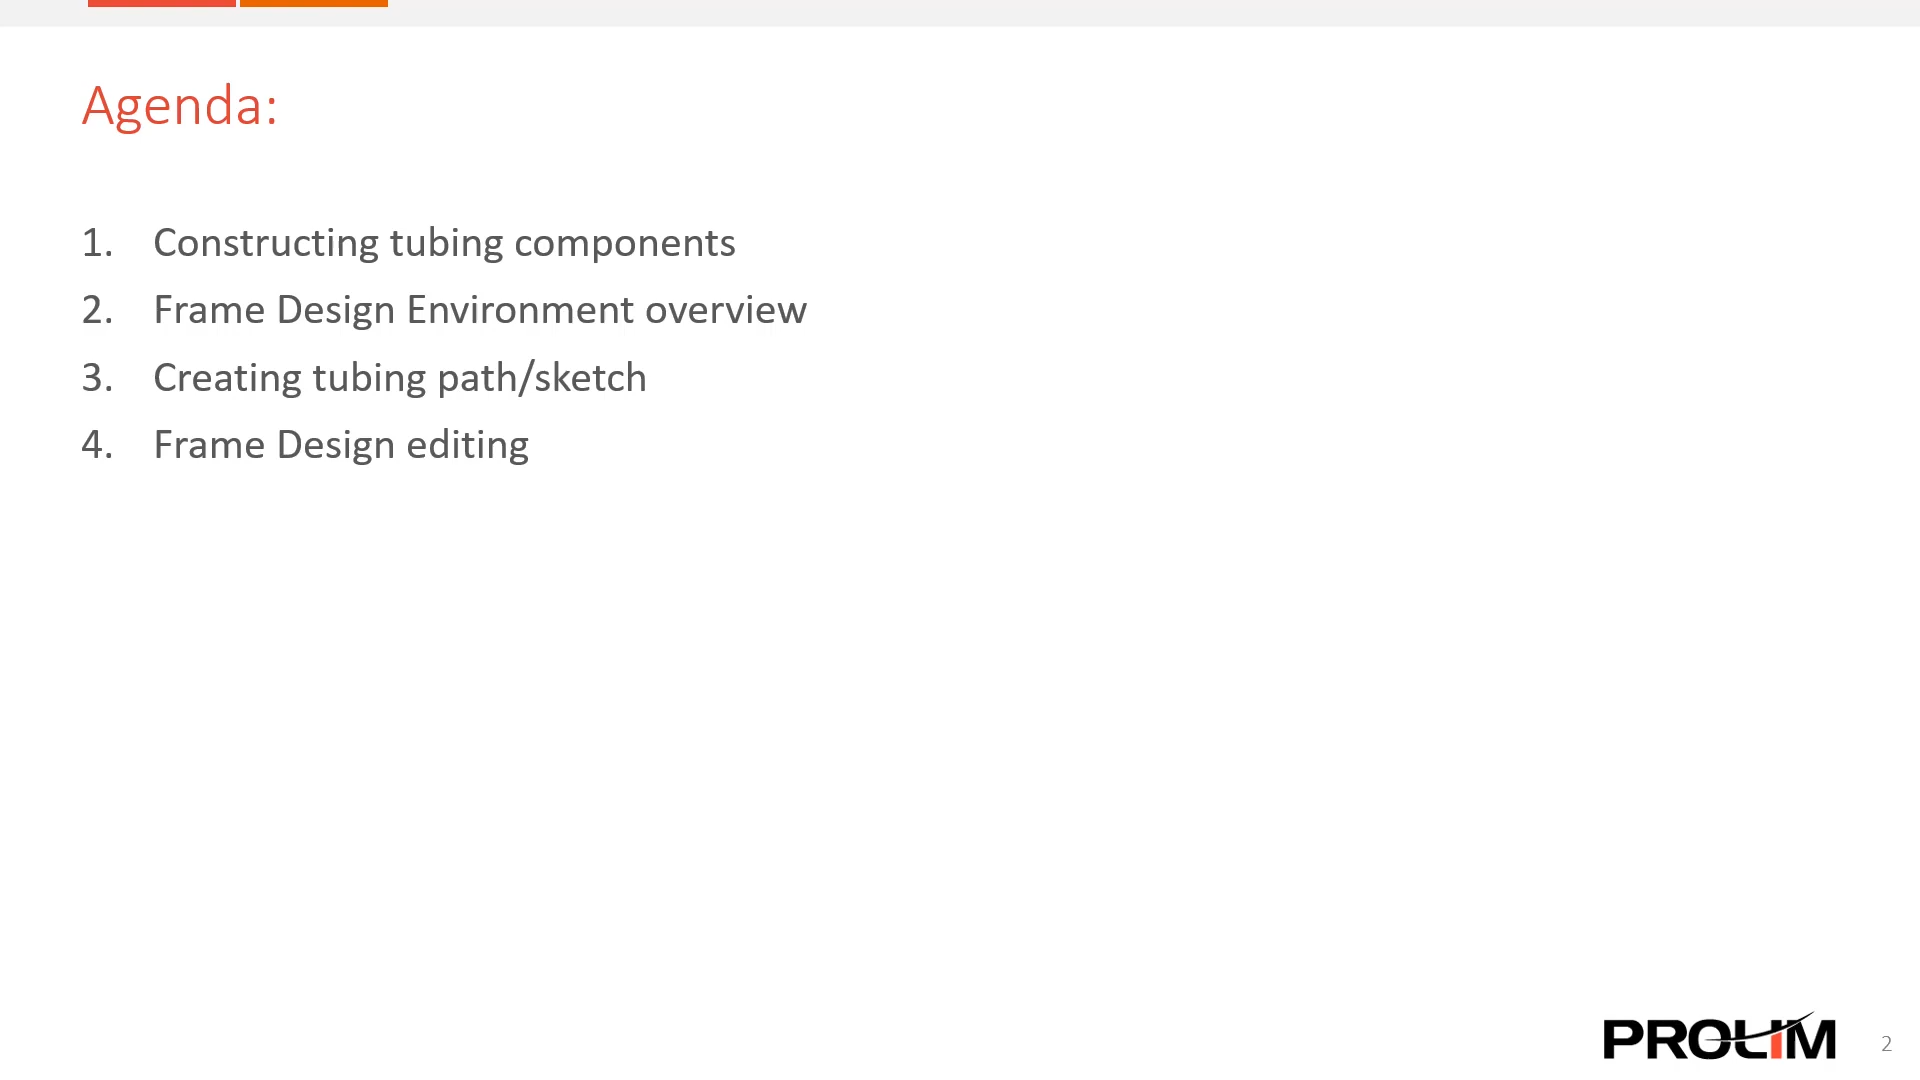 Agenda:
1. Constructing tubing components
2. Frame Design Environment overview
3. Creating tubing path/sketch
4. Frame Design editing
PROLIM
2